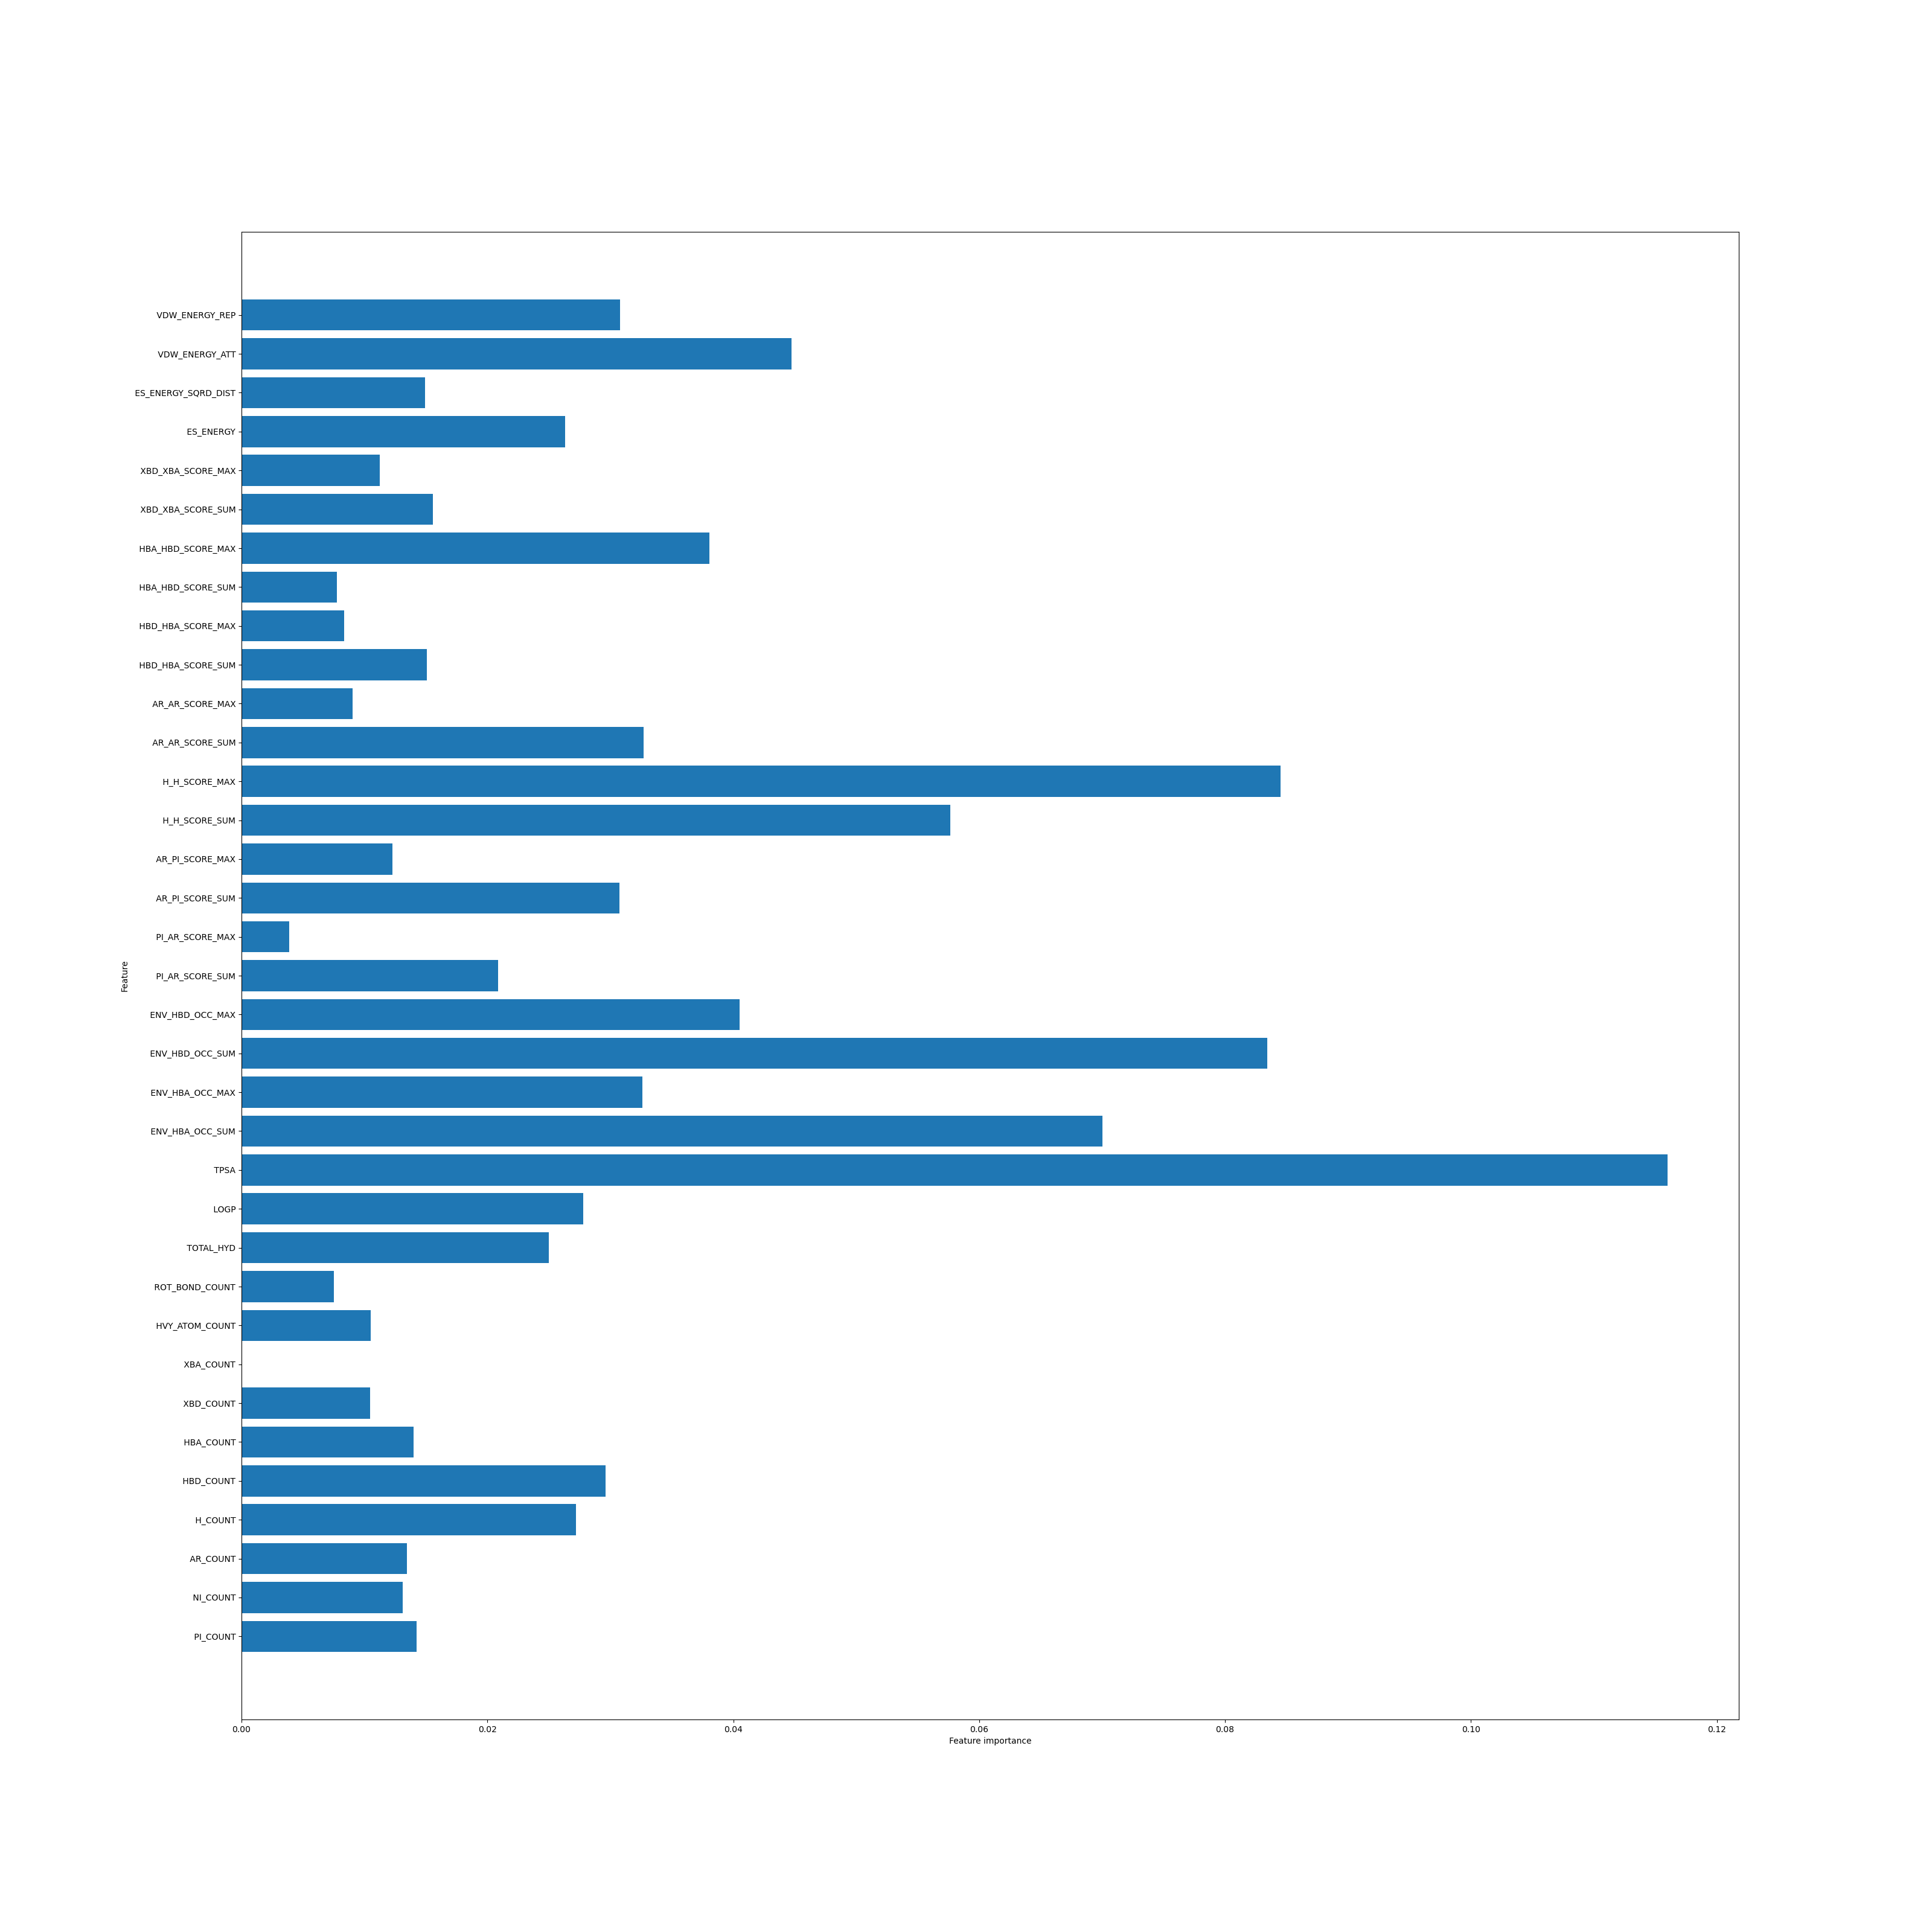 VDW_ENERGY_REP
VDW_ENERGY_ATT
ES_ENERGY_SQRD_DIST
ES_ENERGY
XBD_XBA_SCORE_MAX
XBD_XBA_SCORE_SUM
HBA_HBD_SCORE_MAX
HBA_HBD_SCORE_SUM
HBD_HBA_SCORE_MAX
HBD_HBA_SCORE_SUM
AR_AR_SCORE_MAX
AR_AR_SCORE_SUM
H_H_SCORE_MAX
H_H_SCORE_SUM
AR_PI_SCORE_MAX
AR_PI_SCORE_SUM
PI_AR_SCORE_MAX
PI_AR_SCORE_SUM
ENV_HBD_OCC_MAX
ENV_HBD_OCC_SUM
ENV_HBA_OCC_MAX
ENV_HBA_OCC_SUM
TPSA
LOGP
TOTAL_HYD
ROT_BOND_COUNT
HVY_ATOM_COUNT
XBA_COUNT
XBD_COUNT
HBA_COUNT
HBD_COUNT
H_COUNT
AR_COUNT
NI_COUNT
PI_COUNT
Feature
0.00 0.02 0.04 0.06 0.08 0.10 0.12
Feature importance